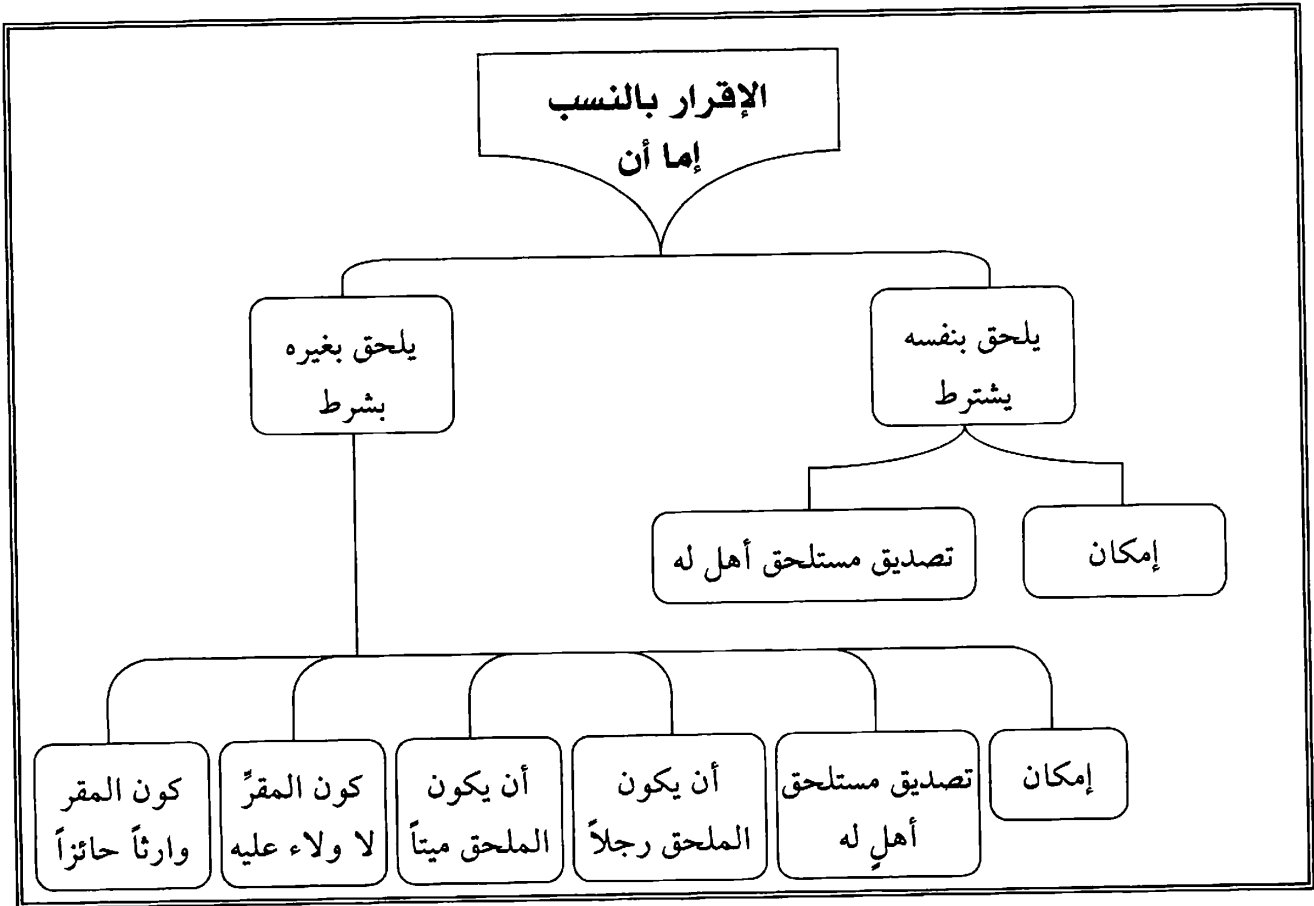 الإقرار بالنسب
إما أن
يلحق بنفسه
يشترط
يلحق بغيره
بشرط
إمكان
تصديق مستلحق أهل له
إمكان
تصديق مستلحق
أهلٍ له
أن يكون
الملحق رجلاً
أن يكون
الملحق ميتاً
كون المقرِّ
لا ولاء عليه
كون المقر
وارثاً حائزاً